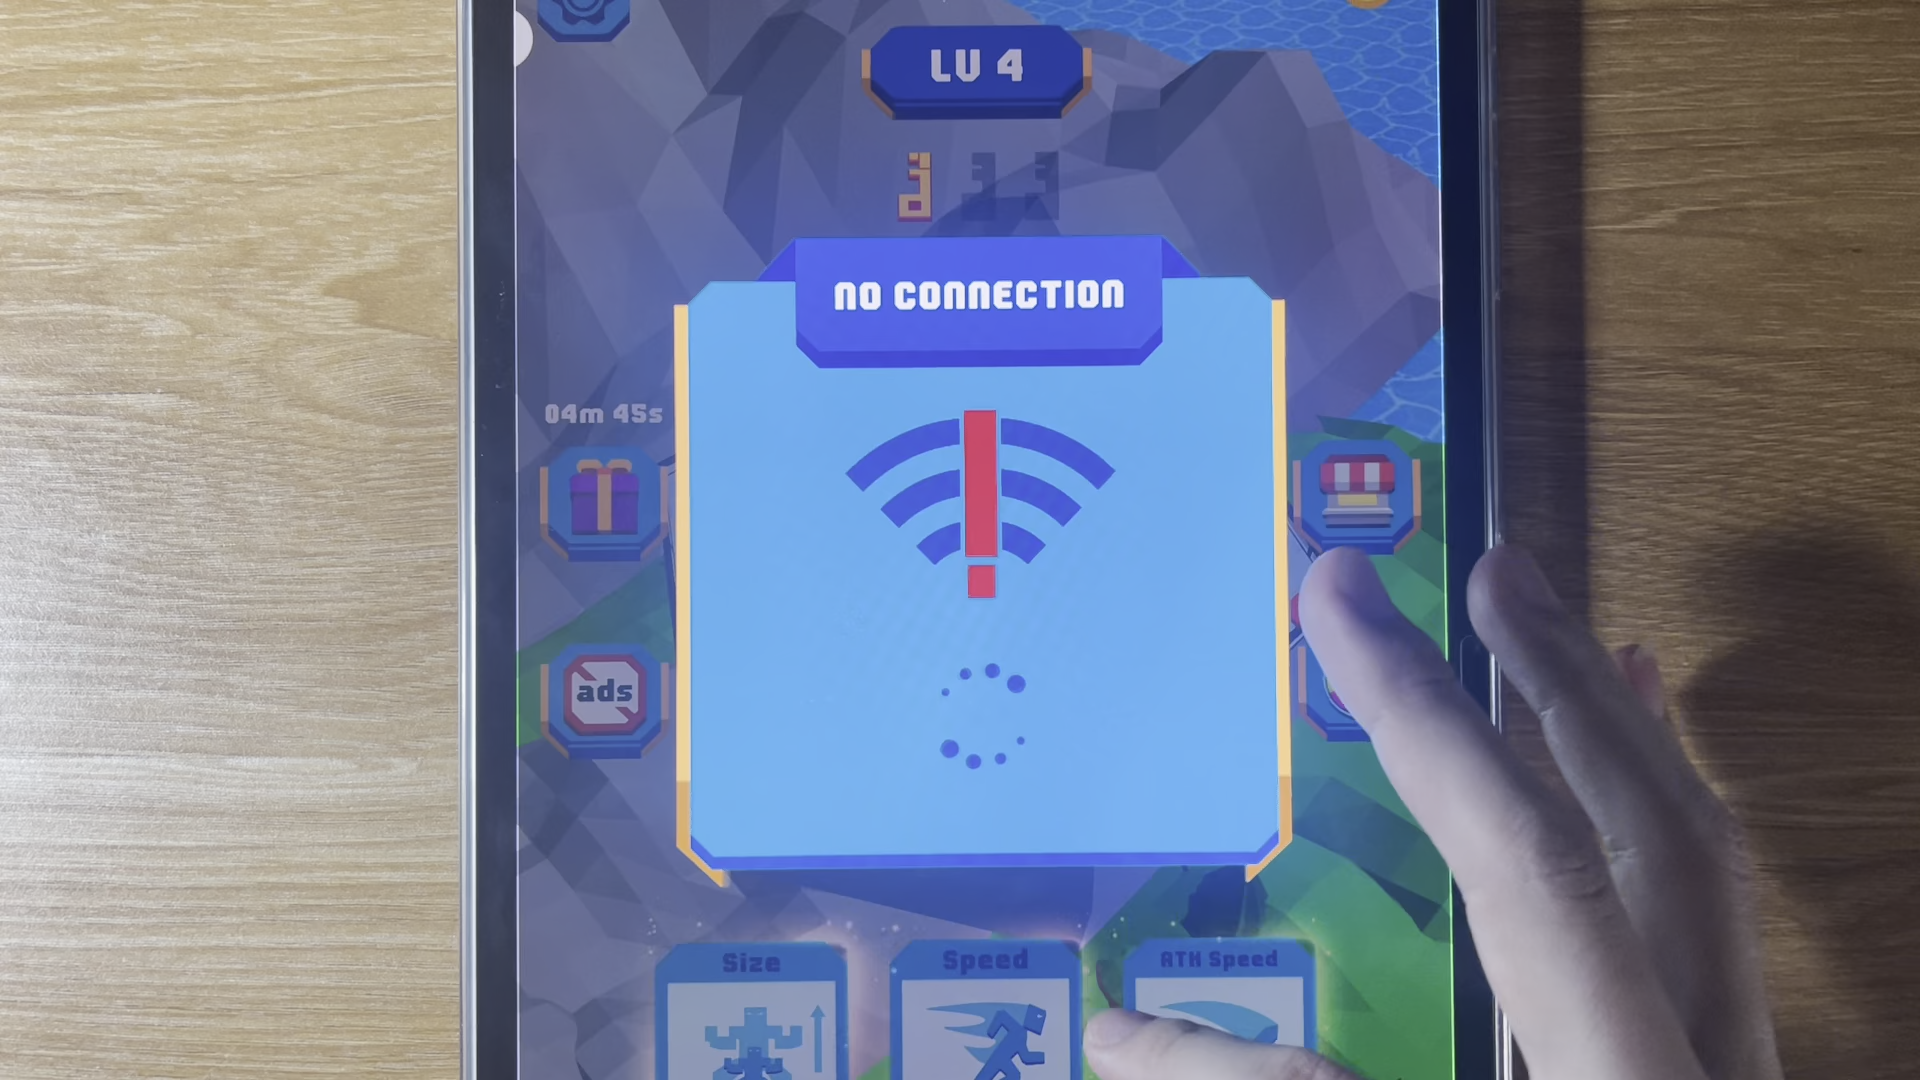 LV 4
NO CONNECTION
04m 45s
ads
Size
Speed
ATK Speed